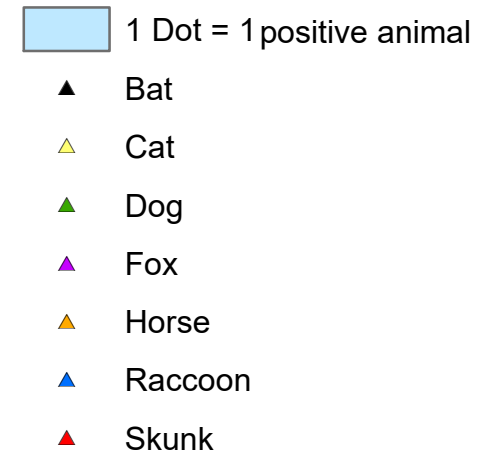 1 Dot = 1 positive animal
Bat
Cat
Dog
Fox
Horse
Raccoon
Skunk